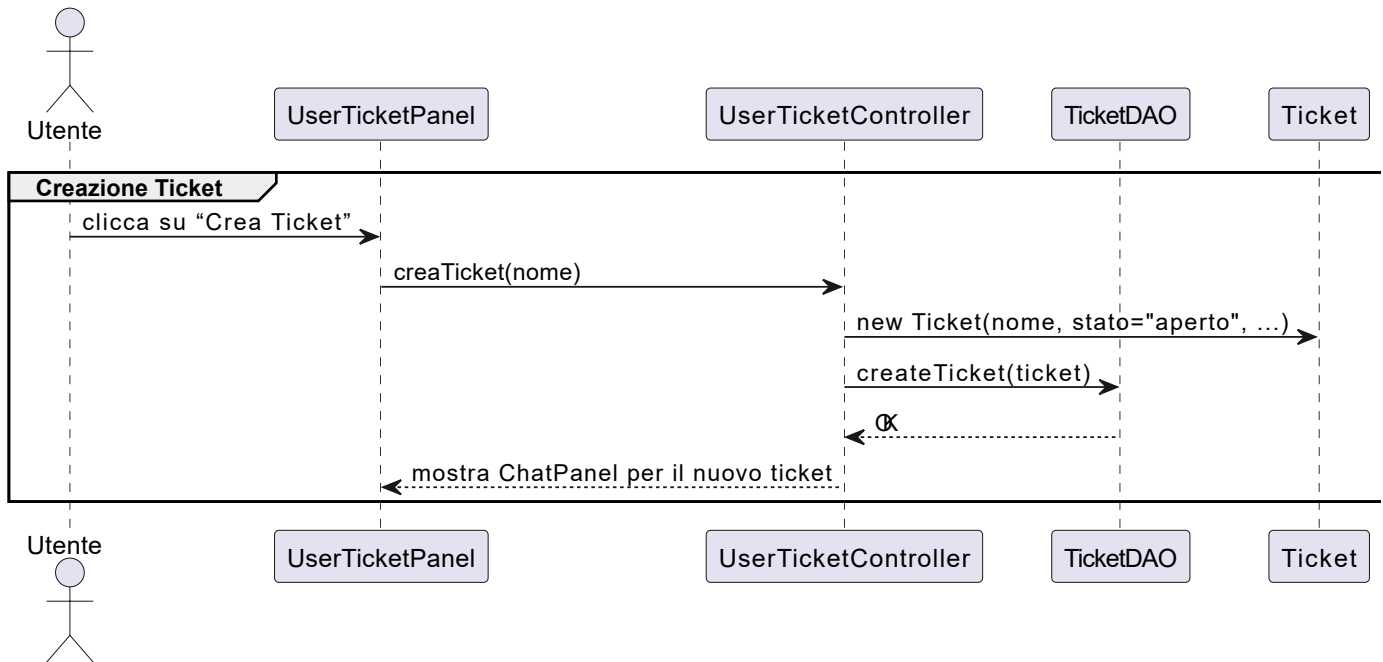 Utente
UserTicketPanel
UserTicketController
TicketDAO
Ticket
Creazione Ticket
clicca su “Crea Ticket”
creaTicket(nome)
new Ticket(nome, stato="aperto", ...)
createTicket(ticket)
OK
mostra ChatPanel per il nuovo ticket
Utente
UserTicketPanel
UserTicketController
TicketDAO
Ticket